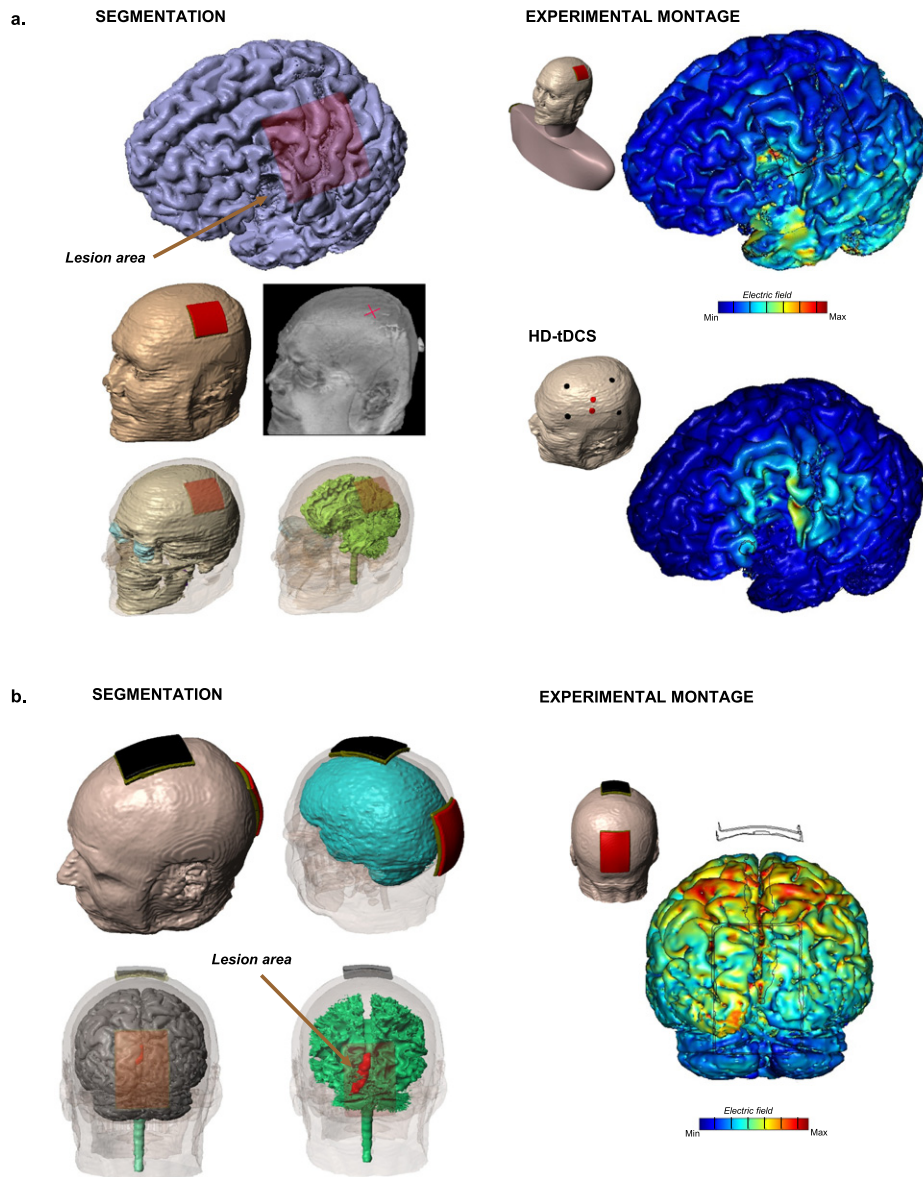 a.
SEGMENTATION
EXPERIMENTAL MONTAGE
Lesion area
Electric field
Min
Max
HD-tDCS
b.
SEGMENTATION
EXPERIMENTAL MONTAGE
Lesion area
Electric field
Min
Max